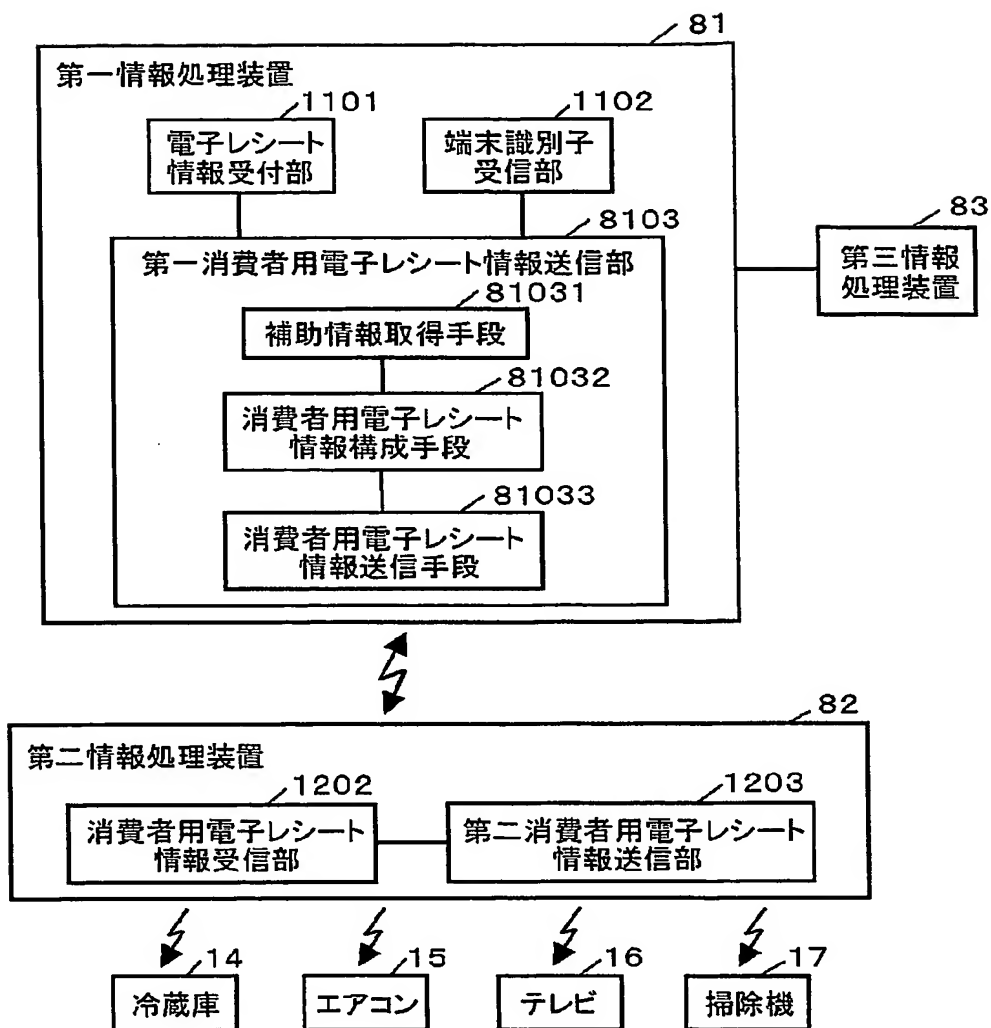 81
第一情報処理装置
1101
1102
電子レシート
情報受付部
端末識別子
受信部
8103
83
第一消費者用電子レシート情報送信部
第三情報
処理装置
81031
補助情報取得手段
81032
消費者用電子レシート
情報構成手段
81033
消費者用電子レシート
情報送信手段
82
第二情報処理装置
1202
1203
消費者用電子レシート
情報受信部
第二消費者用電子レシート
情報送信部
14
15
16
17
冷蔵庫
エアコン
テレビ
掃除機